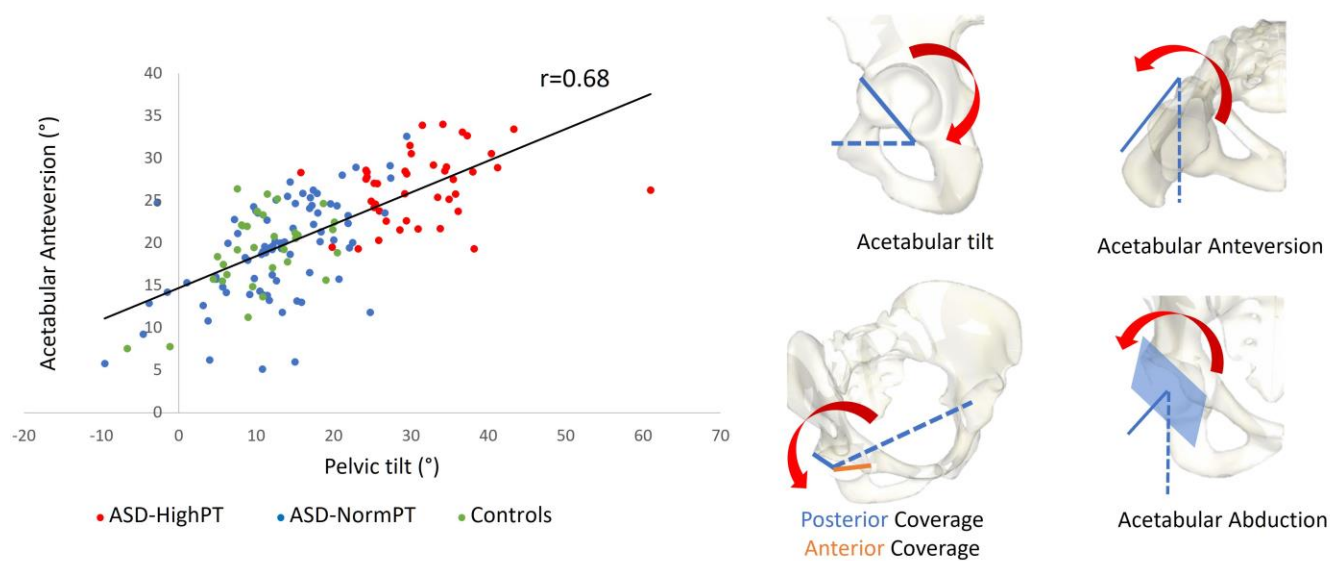 r=0.68
Acetabular Anteversion (°)
40
35
30
25
20
15
10
5
0
-20 -10 0 10 20 30 40 50 60 70
Pelvic tilt (°)
ASD-HighPT ASD-NormPT Controls
Acetabular tilt
Acetabular Anteversion
Posterior Coverage
Anterior Coverage
Acetabular Abduction